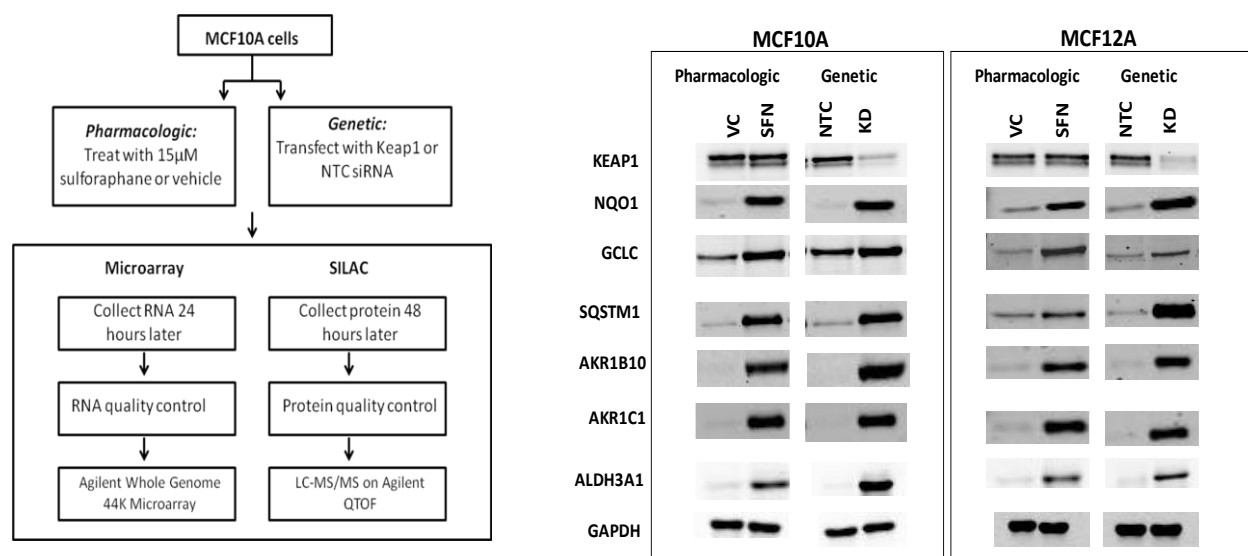 MCF10A cells
Pharmacologic:
Treat with 15µM
sulforaphane or vehicle
Genetic:
Transfect with Keap1 or
NTC siRNA
Microarray
Collect RNA 24
hours later
RNA quality control
Agilent Whole Genome
44K Microarray
SILAC
Collect protein 48
hours later
Protein quality control
LC-MS/MS on Agilent
QTOF
MCF10A
Pharmacologic
Genetic
VC
SFN
NTC
KD
MCF12A
Pharmacologic
Genetic
VC
SFN
NTC
KD
KEAP1
NQO1
GCLC
SQSTM1
AKR1B10
AKR1C1
ALDH3A1
GAPDH